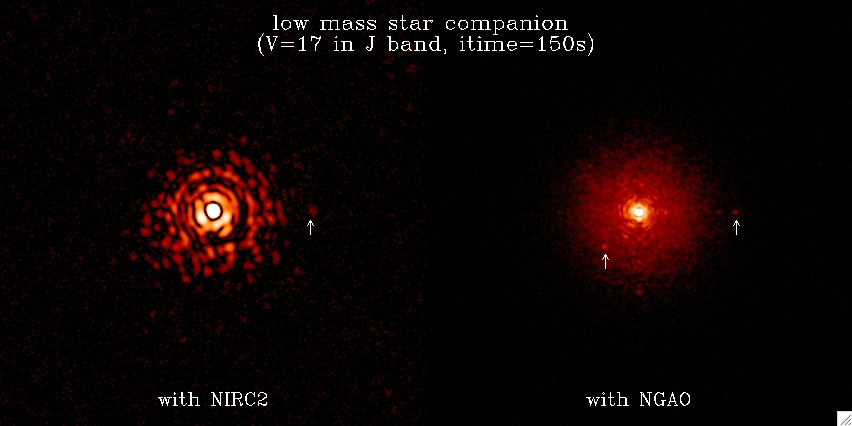 low mass star companion
(V=17 in J band, itime=150s)
with NIRC2
with NGAO